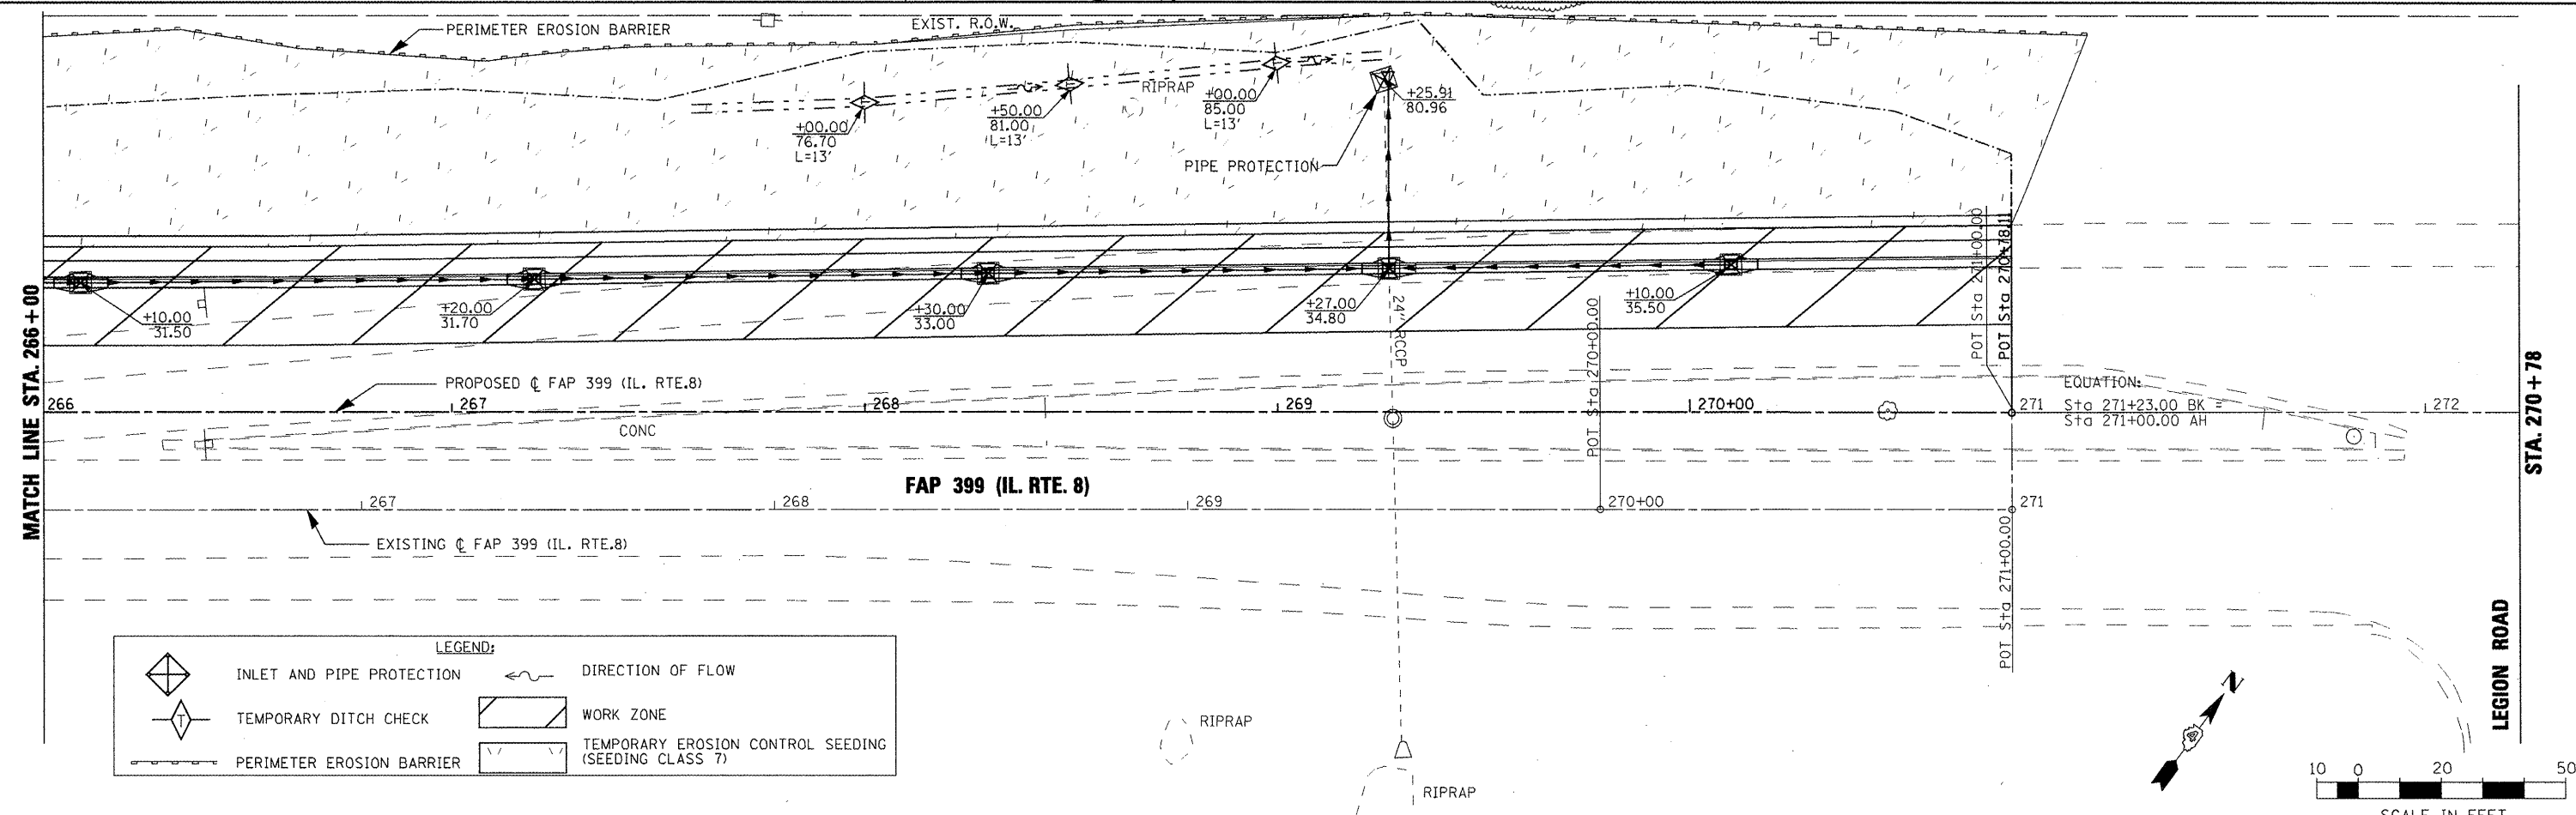 EXIST. R.O.W.
PERIMETER EROSION BARRIER
RIPRAP
+00.00
76.70
L=13'
+50.00
81.00
L=13'
+00.00
85.00
L=13'
+25.91
80.96
PIPE PROTECTION
MATCH LINE STA. 266+00
+10.00
31.50
+20.00
31.70
+30.00
33.00
+27.00
34.80
+10.00
35.50
24" RCCP
POT Sta 270+00.00
POT Sta 271+00.00
POT Sta 270+78.11
STA. 270+78
PROPOSED ℄ FAP 399 (IL. RTE.8)
266
267
268
269
270+00
271
272
EQUATION:
Sta 271+23.00 BK =
Sta 271+00.00 AH
CONC
FAP 399 (IL. RTE. 8)
267
268
269
270+00
271
EXISTING ℄ FAP 399 (IL. RTE.8)
POT Sta 271+00.00
LEGION ROAD
LEGEND:
INLET AND PIPE PROTECTION
DIRECTION OF FLOW
T
TEMPORARY DITCH CHECK
WORK ZONE
PERIMETER EROSION BARRIER
TEMPORARY EROSION CONTROL SEEDING
(SEEDING CLASS 7)
RIPRAP
RIPRAP
N
10 0 20 50
SCALE IN FEET